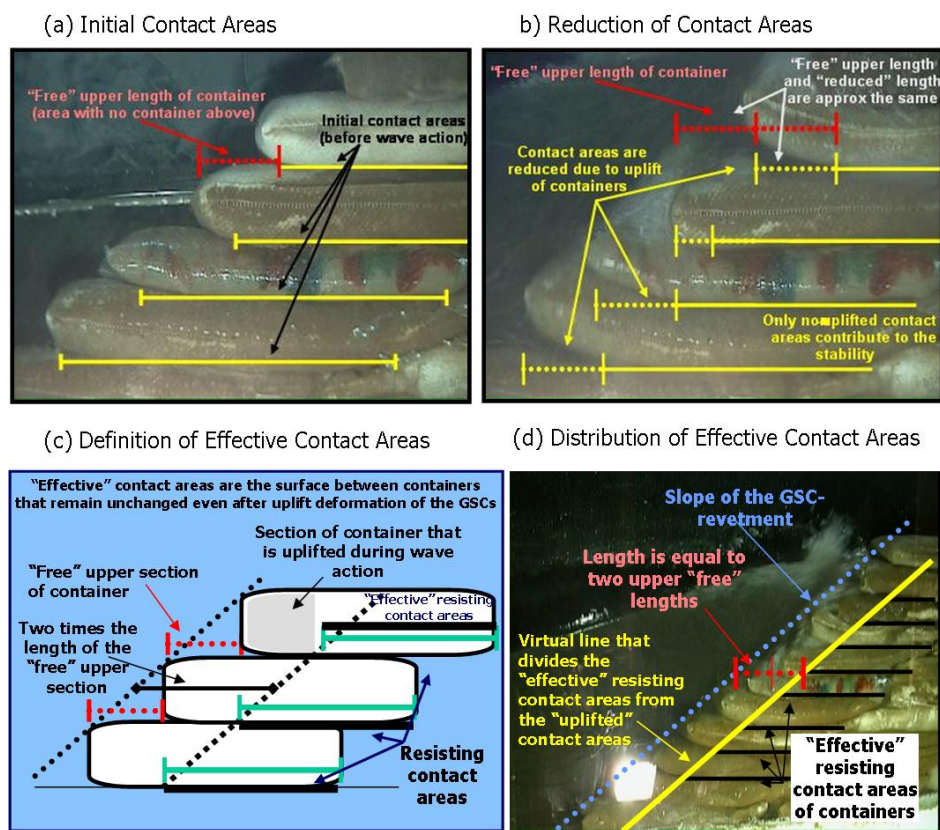 (a) Initial Contact Areas
“Free” upper length of container
(area with no container above)
Initial contact areas
(before wave action)
b) Reduction of Contact Areas
“Free” upper length of container
“Free” upper length
and “reduced” length
are approx the same
Contact areas are
reduced due to uplift
of containers
Only non-uplifted contact
areas contribute to the
stability
(c) Definition of Effective Contact Areas
“Effective” contact areas are the surface between containers
that remain unchanged even after uplift deformation of the GSCs
Section of container that
is uplifted during wave
action
“Free” upper section
of container
“Effective” resisting
contact areas
Two times the
length of the
“free” upper
section
Resisting
contact
areas
(d) Distribution of Effective Contact Areas
Slope of the GSC-
revetment
Length is equal to
two upper “free”
lengths
Virtual line that
divides the
“effective” resisting
contact areas from
the “uplifted”
contact areas
“Effective”
resisting
contact areas
of containers